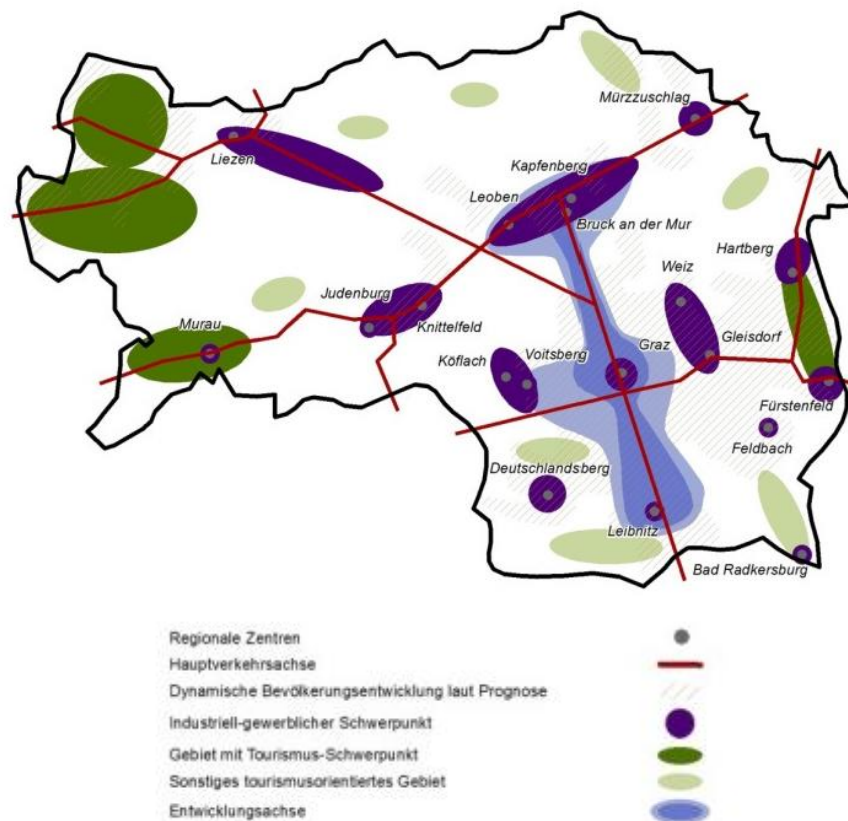 Mürzzuschlag
Liezen
Kapfenberg
Leoben
Bruck an der Mur
Hartberg
Weiz
Judenburg
Knittelfeld
Murau
Gleisdorf
Köflach
Voitsberg
Graz
Fürstenfeld
Feldbach
Deutschlandsberg
Leibnitz
Bad Radkersburg
Regionale Zentren
Hauptverkehrsachse
Dynamische Bevölkerungsentwicklung laut Prognose
Industriell-gewerblicher Schwerpunkt
Gebiet mit Tourismus-Schwerpunkt
Sonstiges tourismusorientiertes Gebiet
Entwicklungsachse